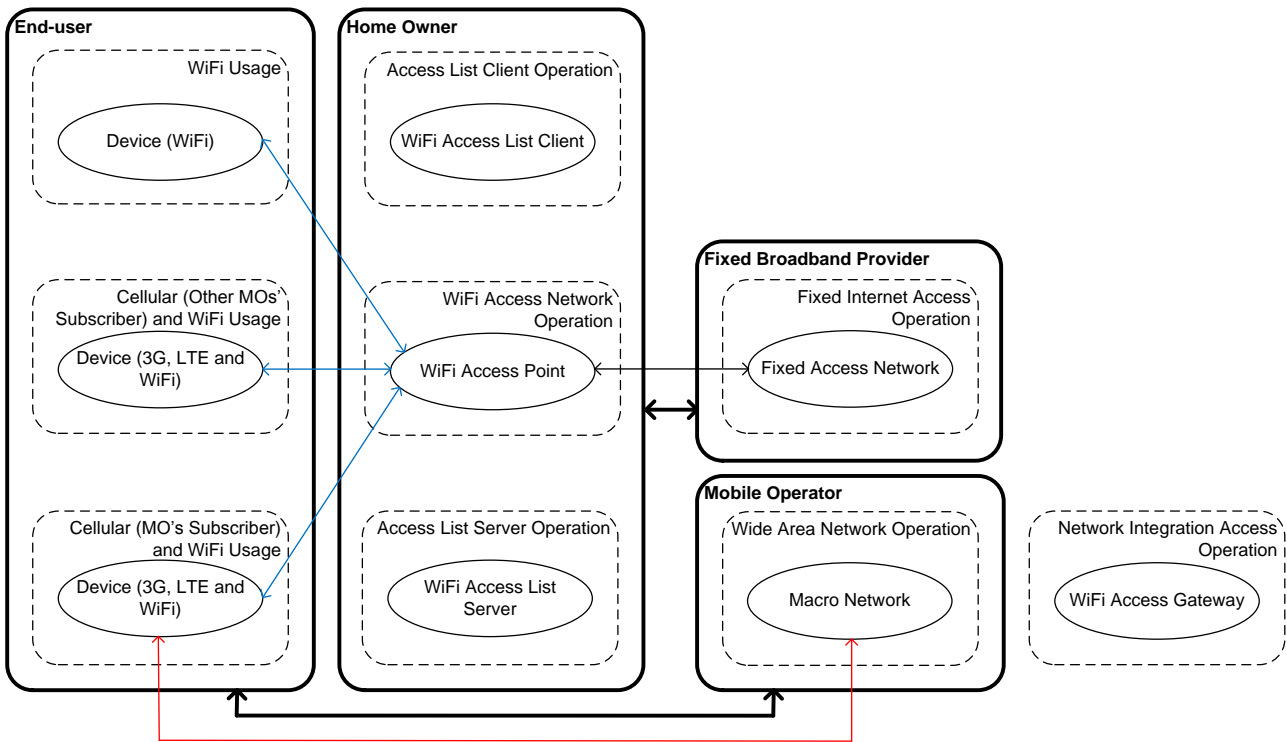 End-user
WiFi Usage
Device (WiFi)
Cellular (Other MOs’
Subscriber) and WiFi Usage
Device (3G, LTE and
WiFi)
Cellular (MO’s Subscriber)
and WiFi Usage
Device (3G, LTE and
WiFi)
Home Owner
Access List Client Operation
WiFi Access List Client
WiFi Access Network
Operation
WiFi Access Point
Access List Server Operation
WiFi Access List
Server
Fixed Broadband Provider
Fixed Internet Access
Operation
Fixed Access Network
Mobile Operator
Wide Area Network Operation
Macro Network
Network Integration Access
Operation
WiFi Access Gateway